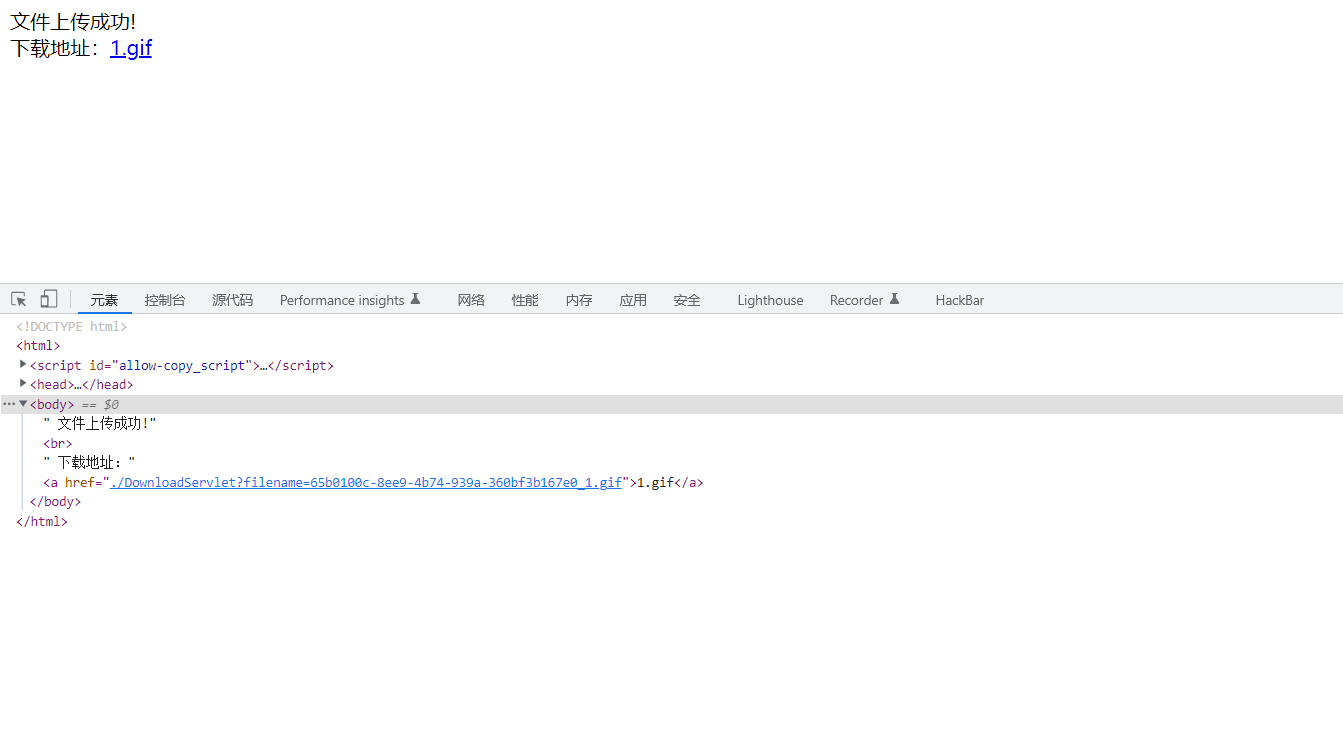 文件上传成功!
下载地址：1.gif
元素 控制台 源代码 Performance insights 网络 性能 内存 应用 安全 Lighthouse Recorder HackBar
<!DOCTYPE html>
<html>
<script id="allow-copy_script">…</script>
<head>…</head>
<body> == $0
" 文件上传成功!"
<br>
" 下载地址："
<a href="./DownloadServlet?filename=65b0100c-8ee9-4b74-939a-360bf3b167e0_1.gif">1.gif</a>
</body>
</html>